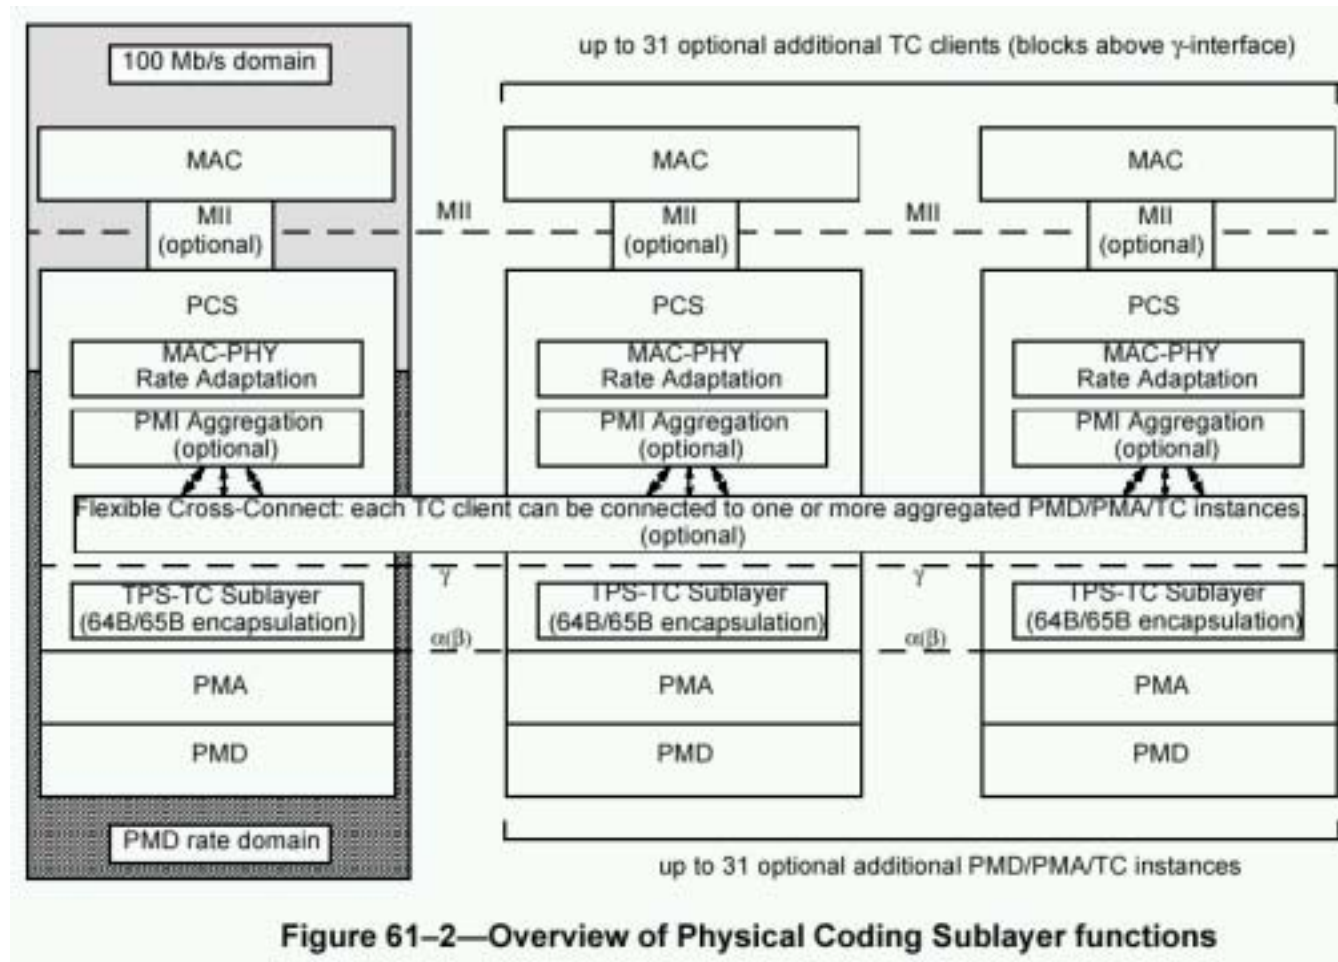 100 Mb/s domain
up to 31 optional additional TC clients (blocks above γ-interface)
MAC
MAC
MAC
MII
(optional)
MII
MII
(optional)
MII
MII
(optional)
PCS
PCS
PCS
MAC-PHY
Rate Adaptation
MAC-PHY
Rate Adaptation
MAC-PHY
Rate Adaptation
PMI Aggregation
(optional)
PMI Aggregation
(optional)
PMI Aggregation
(optional)
Flexible Cross-Connect: each TC client can be connected to one or more aggregated PMD/PMA/TC instances.
(optional)
γ
γ
TPS-TC Sublayer
(64B/65B encapsulation)
TPS-TC Sublayer
(64B/65B encapsulation)
TPS-TC Sublayer
(64B/65B encapsulation)
α(β)
α(β)
PMA
PMA
PMA
PMD
PMD
PMD
PMD rate domain
up to 31 optional additional PMD/PMA/TC instances
Figure 61–2—Overview of Physical Coding Sublayer functions